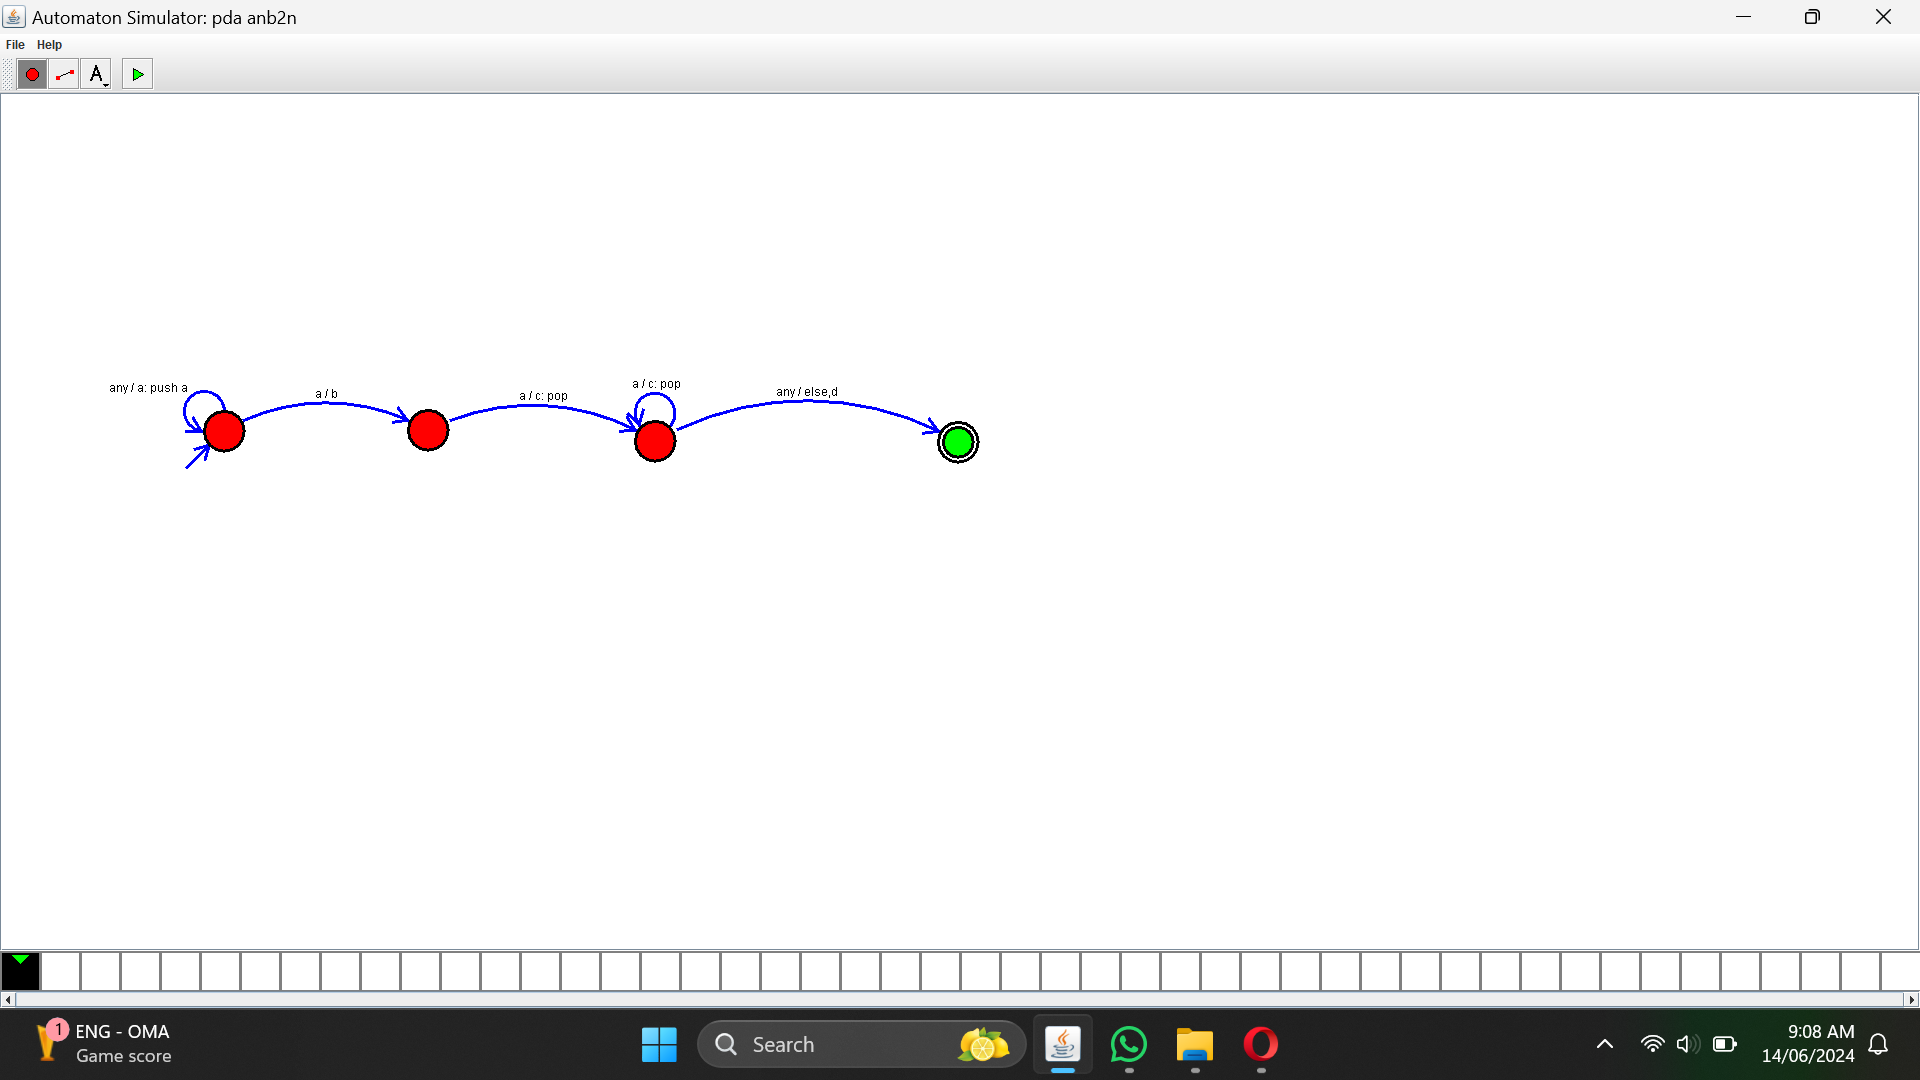 Automaton Simulator: pda anb2n
File Help
A
any / a: push a
a / b
a / c: pop
a / c: pop
any / else,d
1
ENG - OMA
Game score
Search
9:08 AM
14/06/2024